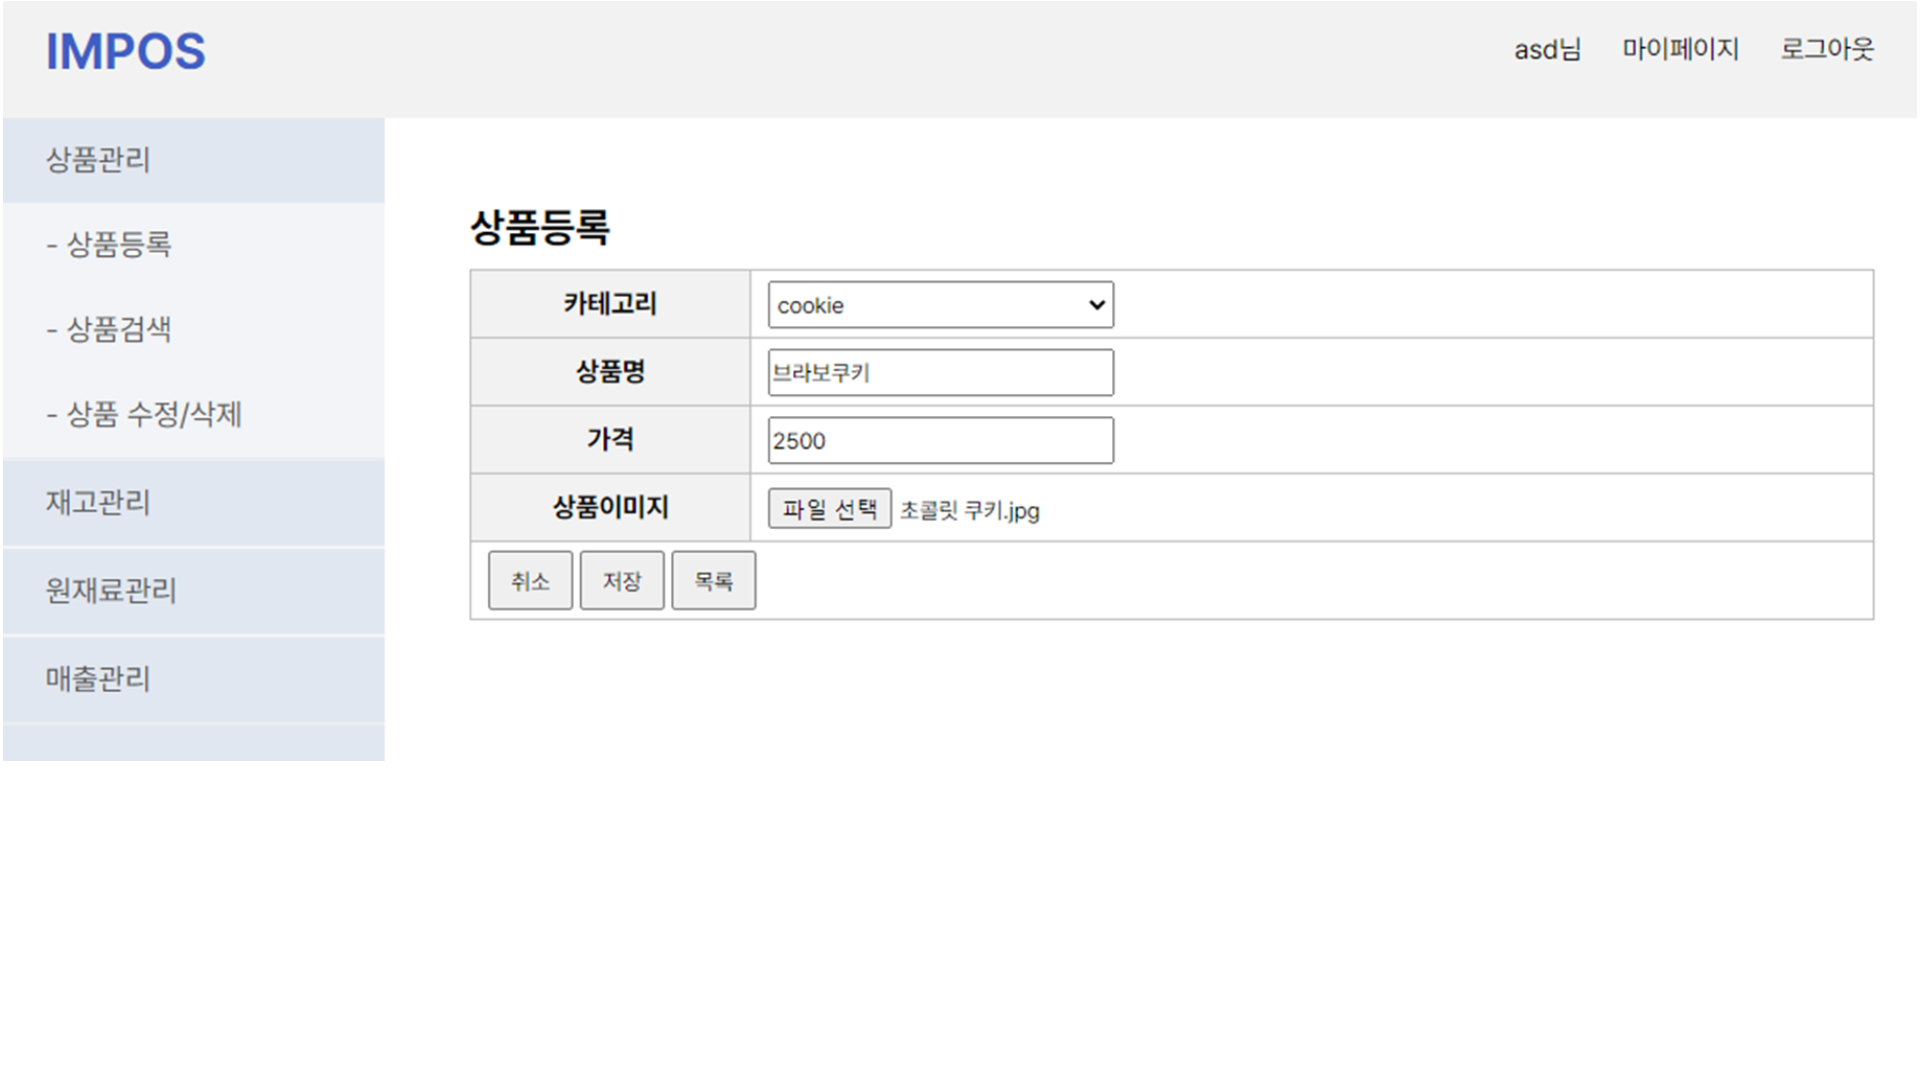 IMPOS
asd님 마이페이지 로그아웃
상품관리
- 상품등록
- 상품검색
- 상품 수정/삭제
재고관리
원재료관리
매출관리
상품등록
카테고리 cookie
상품명 브라보쿠키
가격 2500
상품이미지 파일 선택 초콜릿 쿠키.jpg
취소 저장 목록